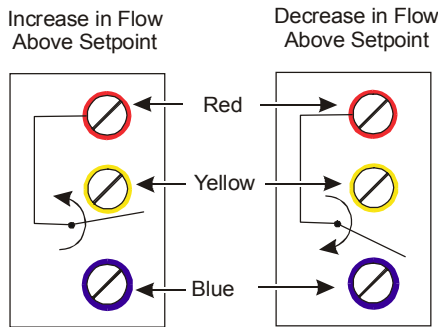 Increase in Flow
Above Setpoint
Decrease in Flow
Above Setpoint
Red
Yellow
Blue